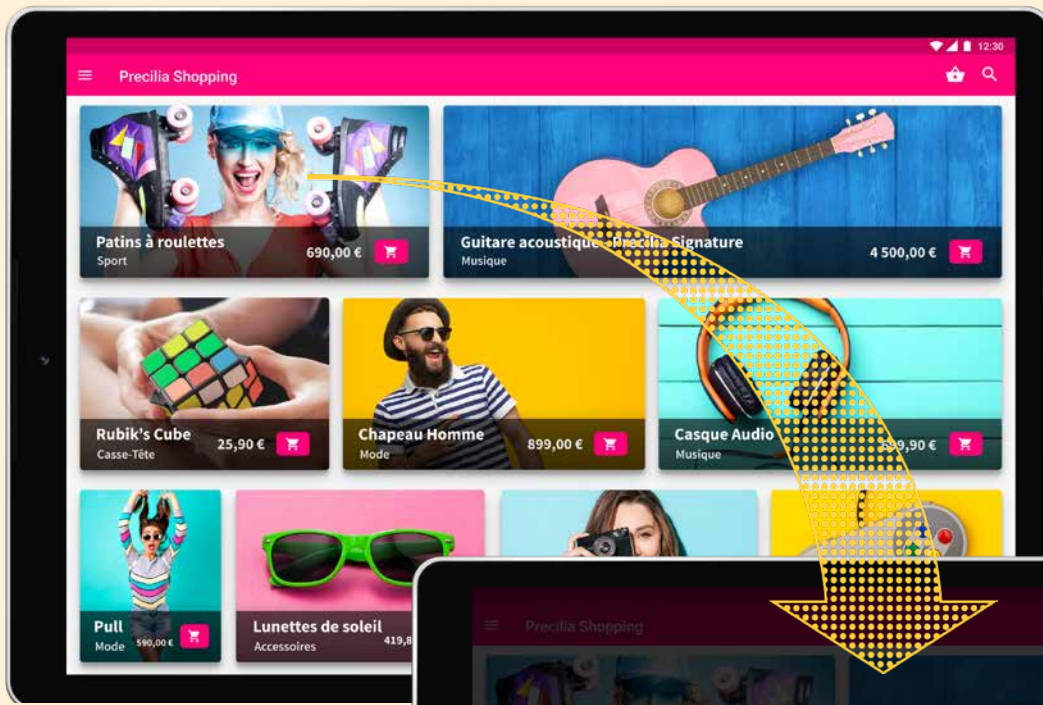 12:30
Precilia Shopping
Patins à roulettes
Sport
690,00 €
Guitare acoustique - Precilia Signature
Musique
4 500,00 €
Rubik's Cube
Casse-Tête
25,90 €
Chapeau Homme
Mode
899,00 €
Casque Audio
Musique
Pull
Mode
590,00 €
Lunettes de soleil
Accessoires
419,8
Precilia Shopping